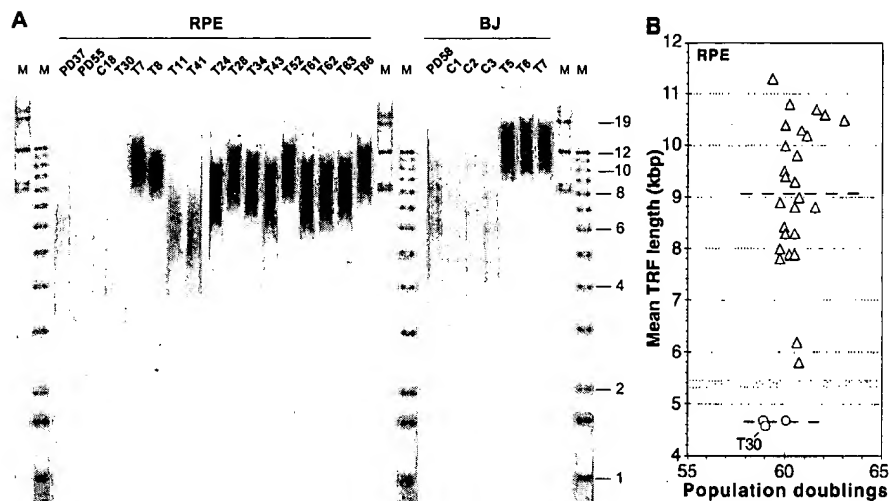 A
RPE
BJ
M M PD37 PD55 C18 T30 T7 T8 T11 T41 T24 T28 T34 T43 T52 T61 T62 T63 T86 M M PD58 C1 C2 C3 T5 T6 T7 M M
19
12
10
8
6
4
2
1
B
RPE
Mean TRF length (kbp)
12
11
10
9
8
7
6
5
4
T30
55 60 65
Population doublings